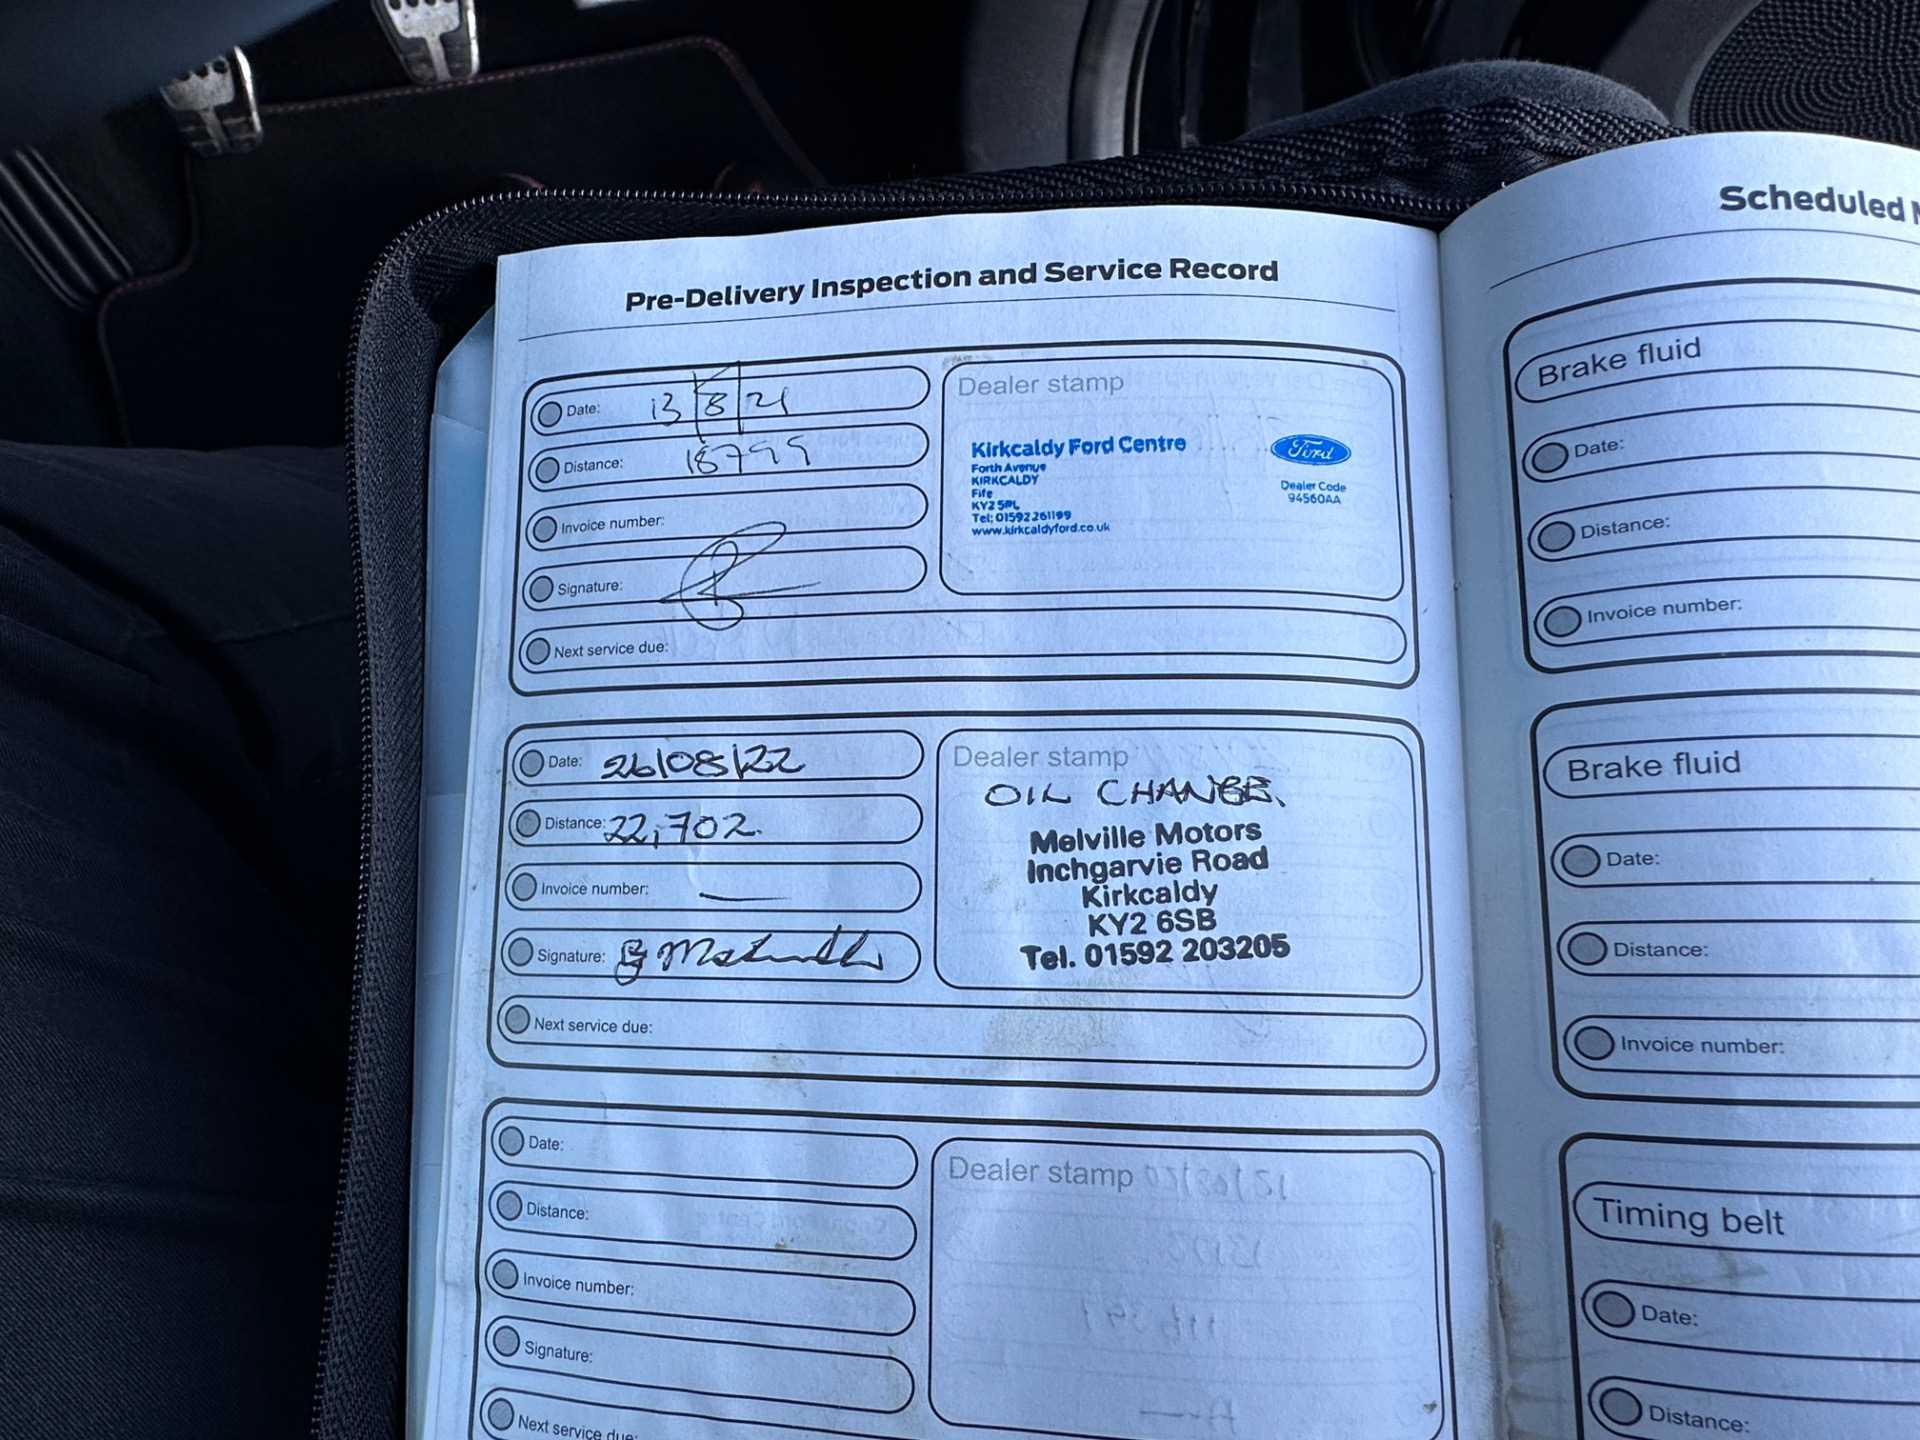 Pre-Delivery Inspection and Service Record
Date: 13/8/21
Distance: 18799
Invoice number:
Signature:
Next service due:
Dealer stamp
Kirkcaldy Ford Centre
Forth Avenue
KIRKCALDY
Fife
KY2 5PL
Tel: 01592 261199
www.kirkcaldyford.co.uk
Ford
Dealer Code
94560AA
Date: 26/08/22
Distance: 22,702.
Invoice number: —
Signature:
Next service due:
Dealer stamp
OIL CHANGE.
Melville Motors
Inchgarvie Road
Kirkcaldy
KY2 6SB
Tel. 01592 203205
Date:
Distance:
Invoice number:
Signature:
Next service due:
Dealer stamp
Scheduled
Brake fluid
Date:
Distance:
Invoice number:
Brake fluid
Date:
Distance:
Invoice number:
Timing belt
Date:
Distance: